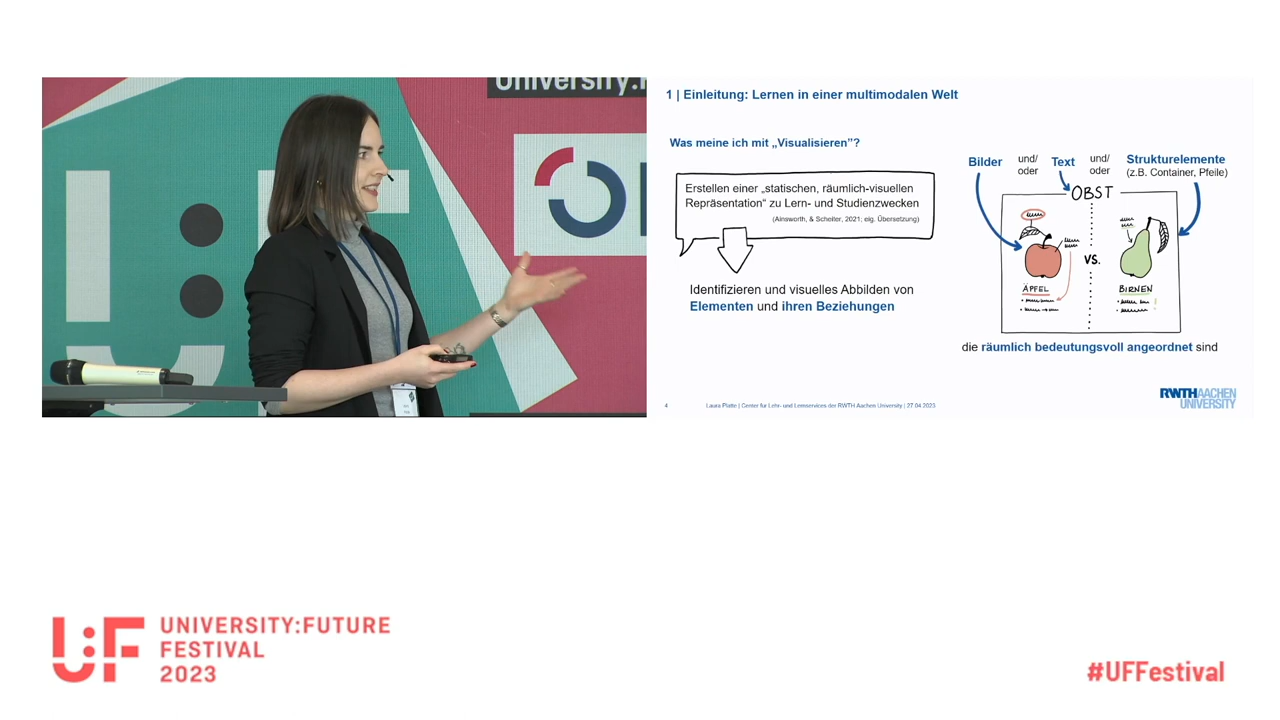 University:F
1 | Einleitung: Lernen in einer multimodalen Welt
Was meine ich mit „Visualisieren”?
Erstellen einer „statischen, räumlich-visuellen
Repräsentation“ zu Lern- und Studienzwecken
(Ainsworth, & Scheiter, 2021; eig. Übersetzung)
Identifizieren und visuelles Abbilden von
Elementen und ihren Beziehungen
Bilder und/oder Text und/oder Strukturelemente
(z.B. Container, Pfeile)
OBST
VS.
ÄPFEL
BIRNEN
die räumlich bedeutungsvoll angeordnet sind
4 Laura Platte | Center für Lehr- und Lernservices der RWTH Aachen University | 27.04.2023
RWTHAACHEN
UNIVERSITY
U:F
UNIVERSITY:FUTURE
FESTIVAL
2023
#UFFestival